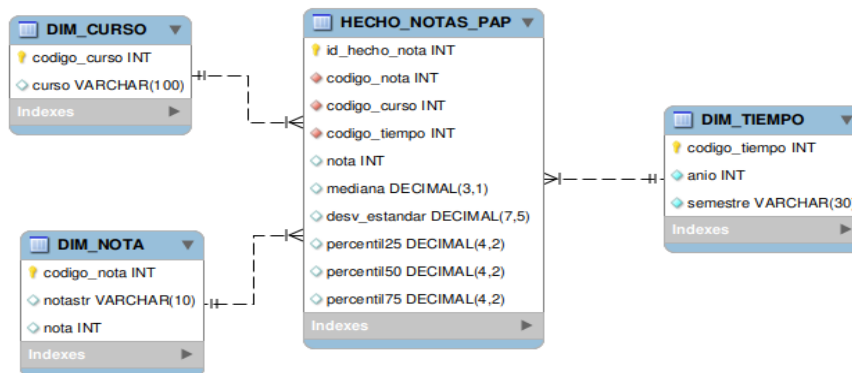 DIM_CURSO
codigo_curso INT
curso VARCHAR(100)
Indexes
HECHO_NOTAS_PAP
id_hecho_nota INT
codigo_nota INT
codigo_curso INT
codigo_tiempo INT
nota INT
mediana DECIMAL(3,1)
desv_estandar DECIMAL(7,5)
percentil25 DECIMAL(4,2)
percentil50 DECIMAL(4,2)
percentil75 DECIMAL(4,2)
Indexes
DIM_TIEMPO
codigo_tiempo INT
anio INT
semestre VARCHAR(30)
Indexes
DIM_NOTA
codigo_nota INT
notastr VARCHAR(10)
nota INT
Indexes